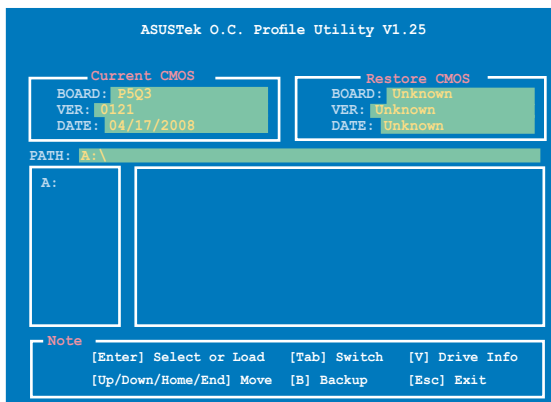 ASUSTek O.C. Profile Utility V1.25
Current CMOS
BOARD: P5Q3
VER: 0121
DATE: 04/17/2008
Restore CMOS
BOARD: Unknown
VER: Unknown
DATE: Unknown
PATH: A:\
A:
Note
[Enter] Select or Load [Tab] Switch [V] Drive Info
[Up/Down/Home/End] Move [B] Backup [Esc] Exit